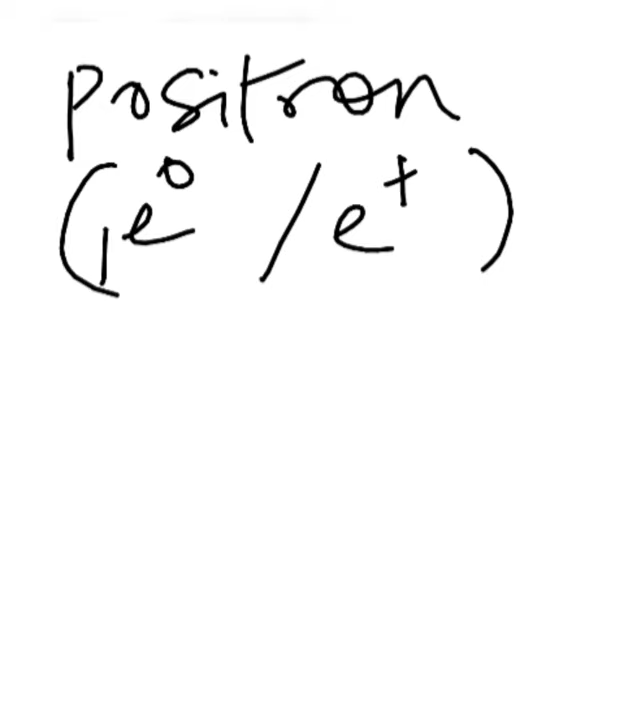 positron
(₁e⁰ / e⁺)